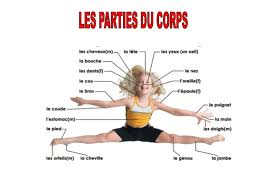 LES PARTIES DU CORPS
les cheveux(m)
la tête
les yeux (un oeil)
la bouche
les dents(f)
le nez
le cou
l'oreille(f)
le bras
l'épaule(f)
le coude
le poignet
l'estomac(m)
la main
le pied
les doigts(m)
les orteils(m)
la cheville
le genou
la jambe